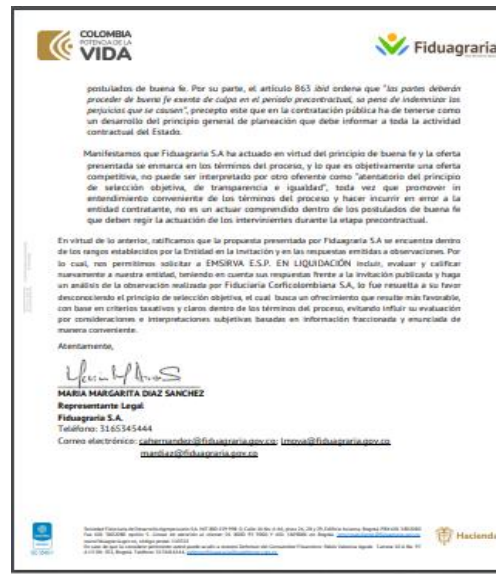 COLOMBIA
POTENCIA DE LA
VIDA
Fiduagraria
postulados de buena fe. Por su parte, el artículo 863 ibid ordena que "las partes deberán
proceder de buena fe exenta de culpa en el periodo precontractual, so pena de indemnizar los
perjuicios que se causen", precepto este que en la contratación pública ha de tenerse como
un desarrollo del principio general de planeación que debe informar a toda la actividad
contractual del Estado.
Manifestamos que Fiduagraria S.A ha actuado en virtud del principio de buena fe y la oferta
presentada se enmarca en los términos del proceso, y lo que es objetivamente una oferta
competitiva, no puede ser interpretado por otro oferente como "atentatorio del principio
de selección objetiva, de transparencia e igualdad", toda vez que promover in
entendimiento conveniente de los términos del proceso y hacer incurrir en error a la
entidad contratante, no es un actuar comprendido dentro de los postulados de buena fe
que deben regir la actuación de los intervinientes durante la etapa precontractual.
En virtud de lo anterior, ratificamos que la propuesta presentada por Fiduagraria S.A se encuentra dentro
de los rangos establecidos por la Entidad en la invitación y en las respuestas emitidas a observaciones. Por
lo cual, nos permitimos solicitar a EMSIRVA E.S.P. EN LIQUIDACIÓN incluir, evaluar y calificar
nuevamente a nuestra entidad, teniendo en cuenta sus respuestas frente a la invitación publicada y haga
un análisis de la observación realizada por Fiduciaria Corficolombiana S.A, lo fue resuelta a su favor
desconociendo el principio de selección objetiva, el cual busca un ofrecimiento que resulte más favorable,
con base en criterios taxativos y claros dentro de los términos del proceso, evitando influir su evaluación
por consideraciones e interpretaciones subjetivas basadas en información fraccionada y enunciada de
manera conveniente.
Atentamente,
MARIA MARGARITA DIAZ SANCHEZ
Representante Legal
Fiduagraria S.A.
Teléfono: 3165345444
Correo electrónico: cahernandez@fiduagraria.gov.co; lmova@fiduagraria.gov.co
mardiaz@fiduagraria.gov.co
Hacienda